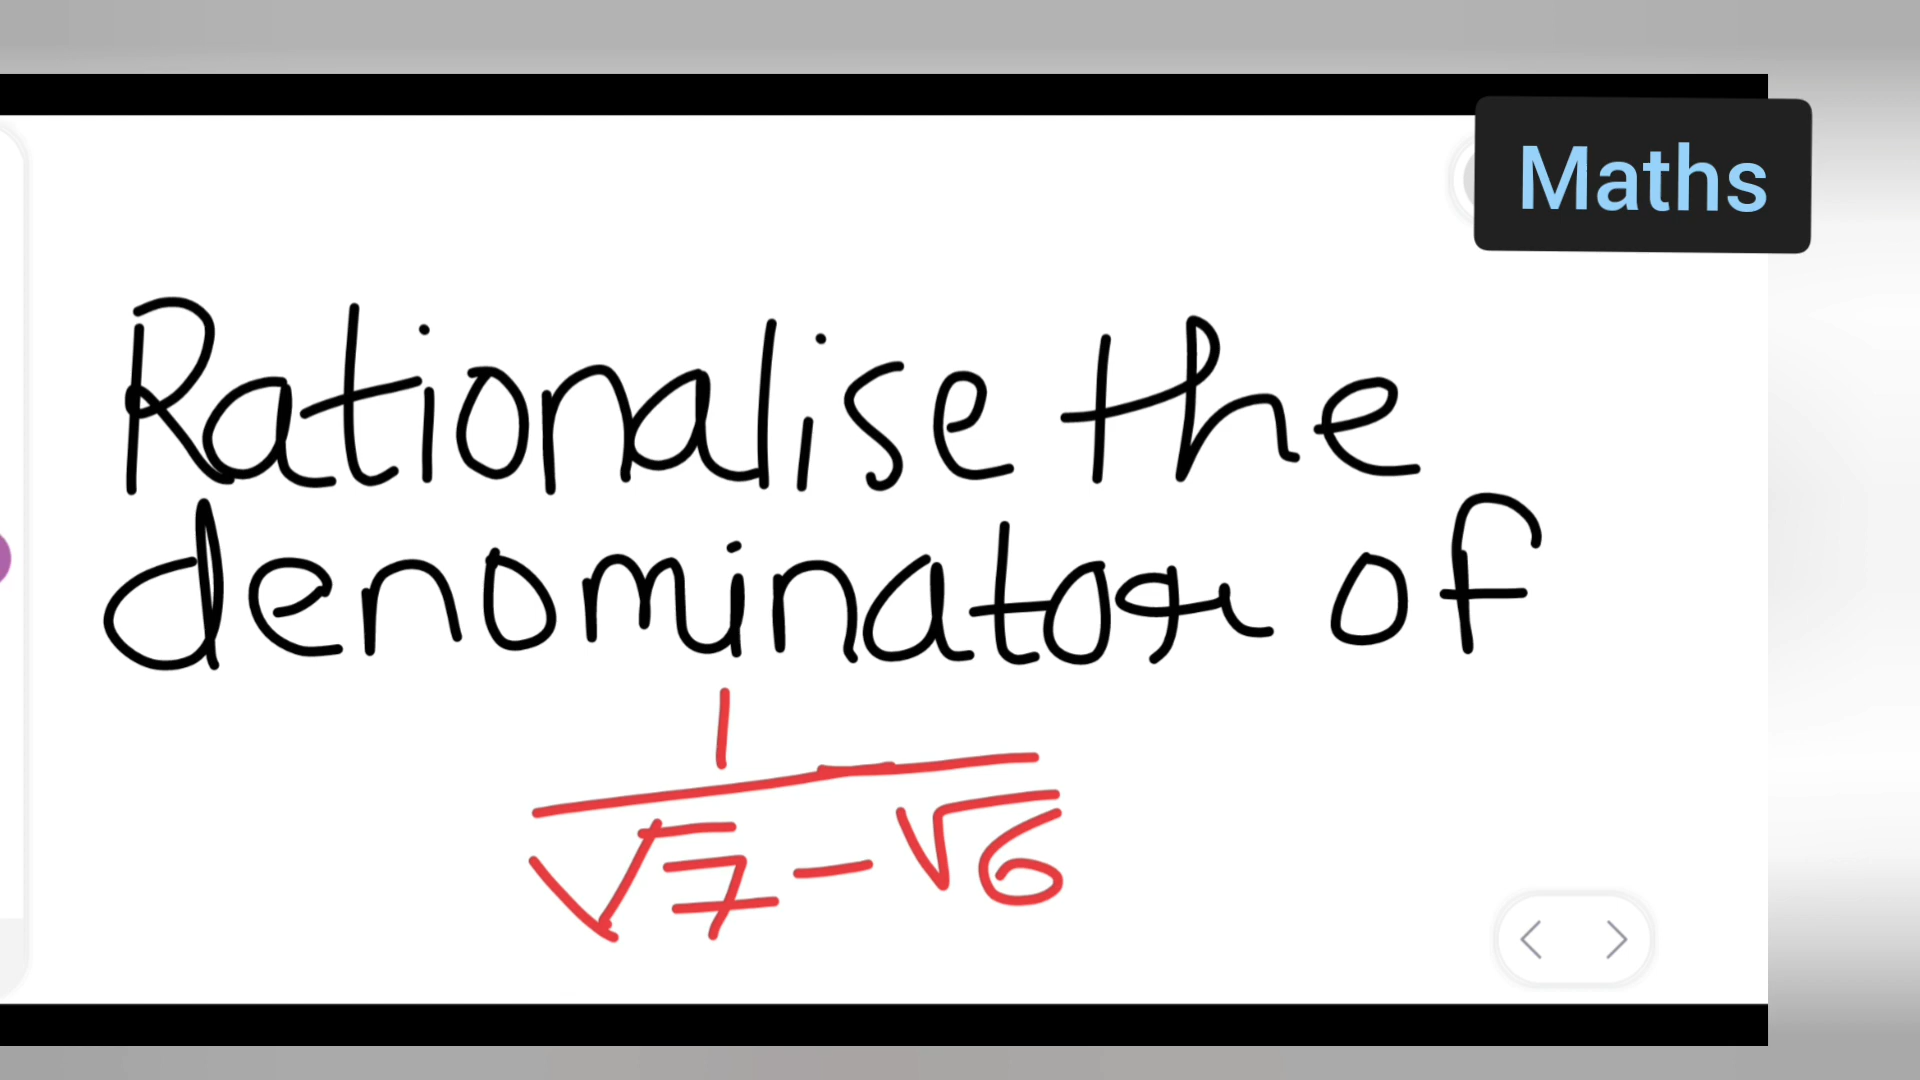 Maths
Rationalise the
denominator of
1
√7 - √6